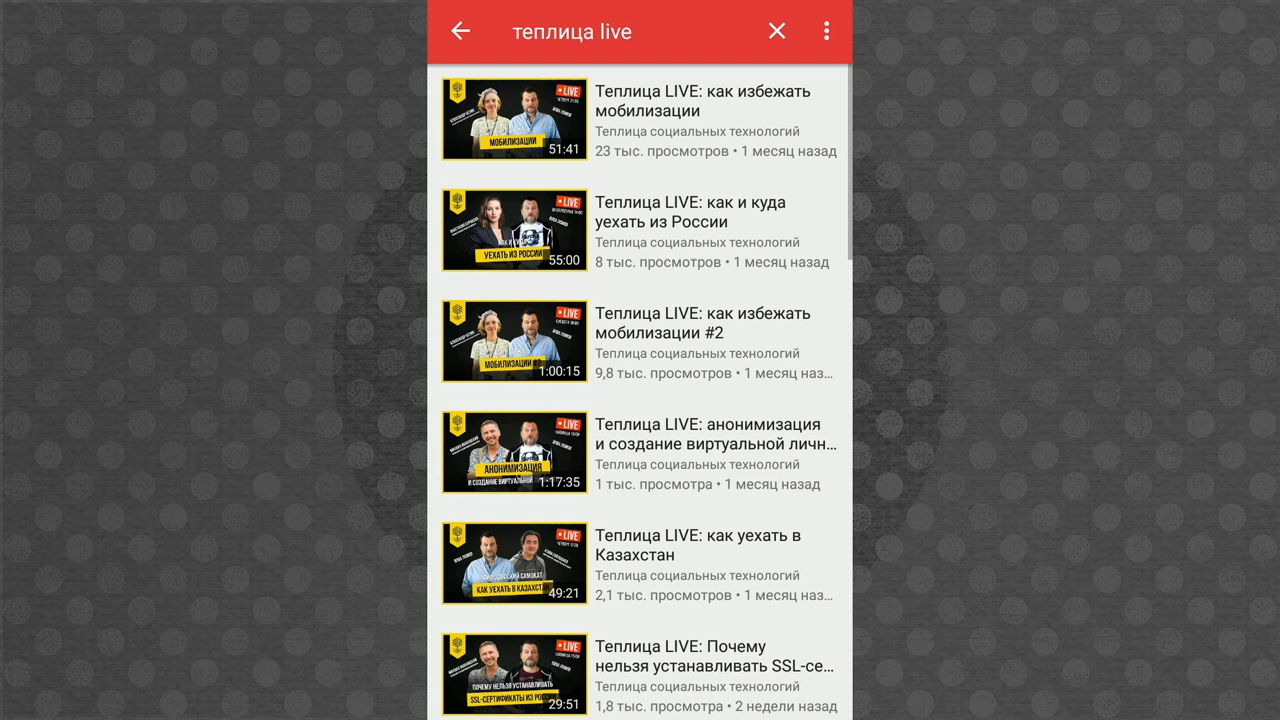 теплица live
LIVE
МОБИЛИЗАЦИИ
51:41
Теплица LIVE: как избежать
мобилизации
Теплица социальных технологий
23 тыс. просмотров • 1 месяц назад
LIVE
УЕХАТЬ ИЗ РОССИИ
55:00
Теплица LIVE: как и куда
уехать из России
Теплица социальных технологий
8 тыс. просмотров • 1 месяц назад
LIVE
МОБИЛИЗАЦИИ
1:00:15
Теплица LIVE: как избежать
мобилизации #2
Теплица социальных технологий
9,8 тыс. просмотров • 1 месяц наз…
LIVE
АНОНИМИЗАЦИЯ
И СОЗДАНИЕ ВИРТУАЛЬНОЙ
1:17:35
Теплица LIVE: анонимизация
и создание виртуальной личн…
Теплица социальных технологий
1 тыс. просмотра • 1 месяц назад
LIVE
КАК УЕХАТЬ В КАЗАХСТАН
49:21
Теплица LIVE: как уехать в
Казахстан
Теплица социальных технологий
2,1 тыс. просмотров • 1 месяц наз…
LIVE
ПОЧЕМУ НЕЛЬЗЯ УСТАНАВЛИВАТЬ
SSL-СЕРТИФИКАТЫ ИЗ
29:51
Теплица LIVE: Почему
нельзя устанавливать SSL-се…
Теплица социальных технологий
1,8 тыс. просмотра • 2 недели назад